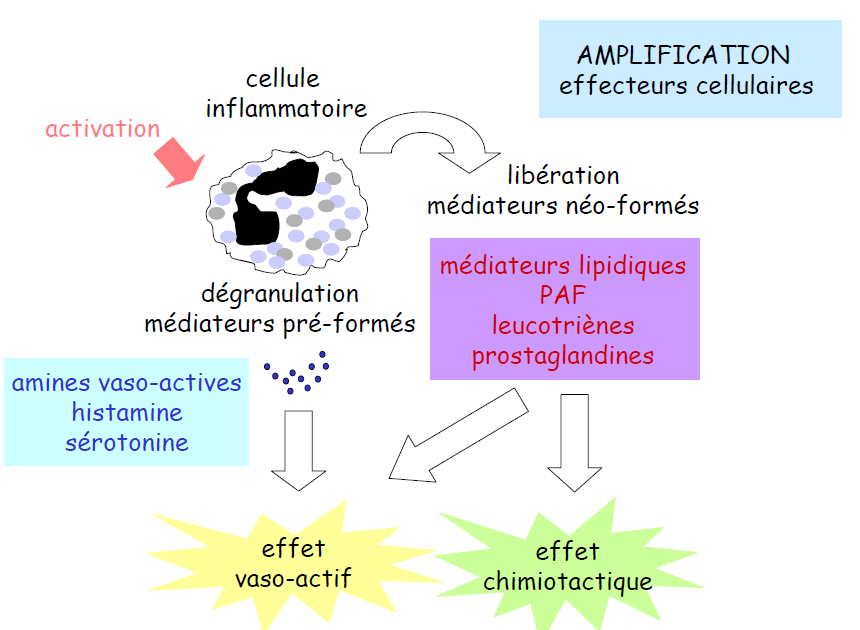 AMPLIFICATION
effecteurs cellulaires
cellule
inflammatoire
activation
libération
médiateurs néo-formés
médiateurs lipidiques
PAF
leucotriènes
prostaglandines
dégranulation
médiateurs pré-formés
amines vaso-actives
histamine
sérotonine
effet
vaso-actif
effet
chimiotactique